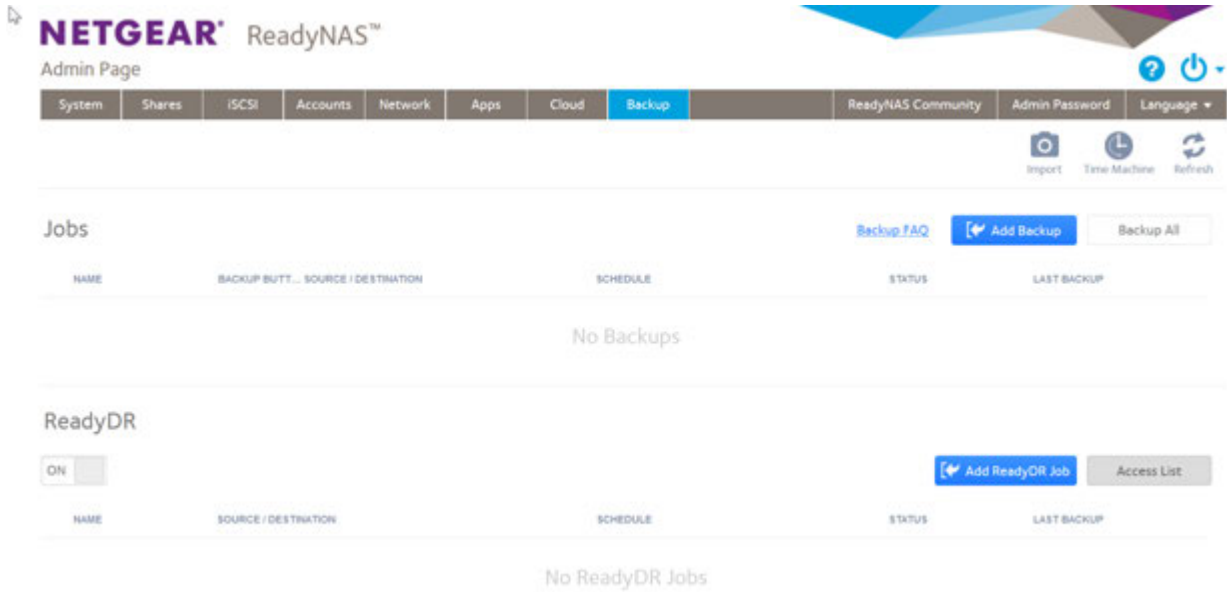 NETGEAR® ReadyNAS™
Admin Page
System Shares iSCSI Accounts Network Apps Cloud Backup ReadyNAS Community Admin Password Language
Import Time Machine Refresh
Jobs Backup FAQ Add Backup Backup All
NAME BACKUP BUTT... SOURCE / DESTINATION SCHEDULE STATUS LAST BACKUP
No Backups
ReadyDR
ON Add ReadyDR Job Access List
NAME SOURCE / DESTINATION SCHEDULE STATUS LAST BACKUP
No ReadyDR Jobs